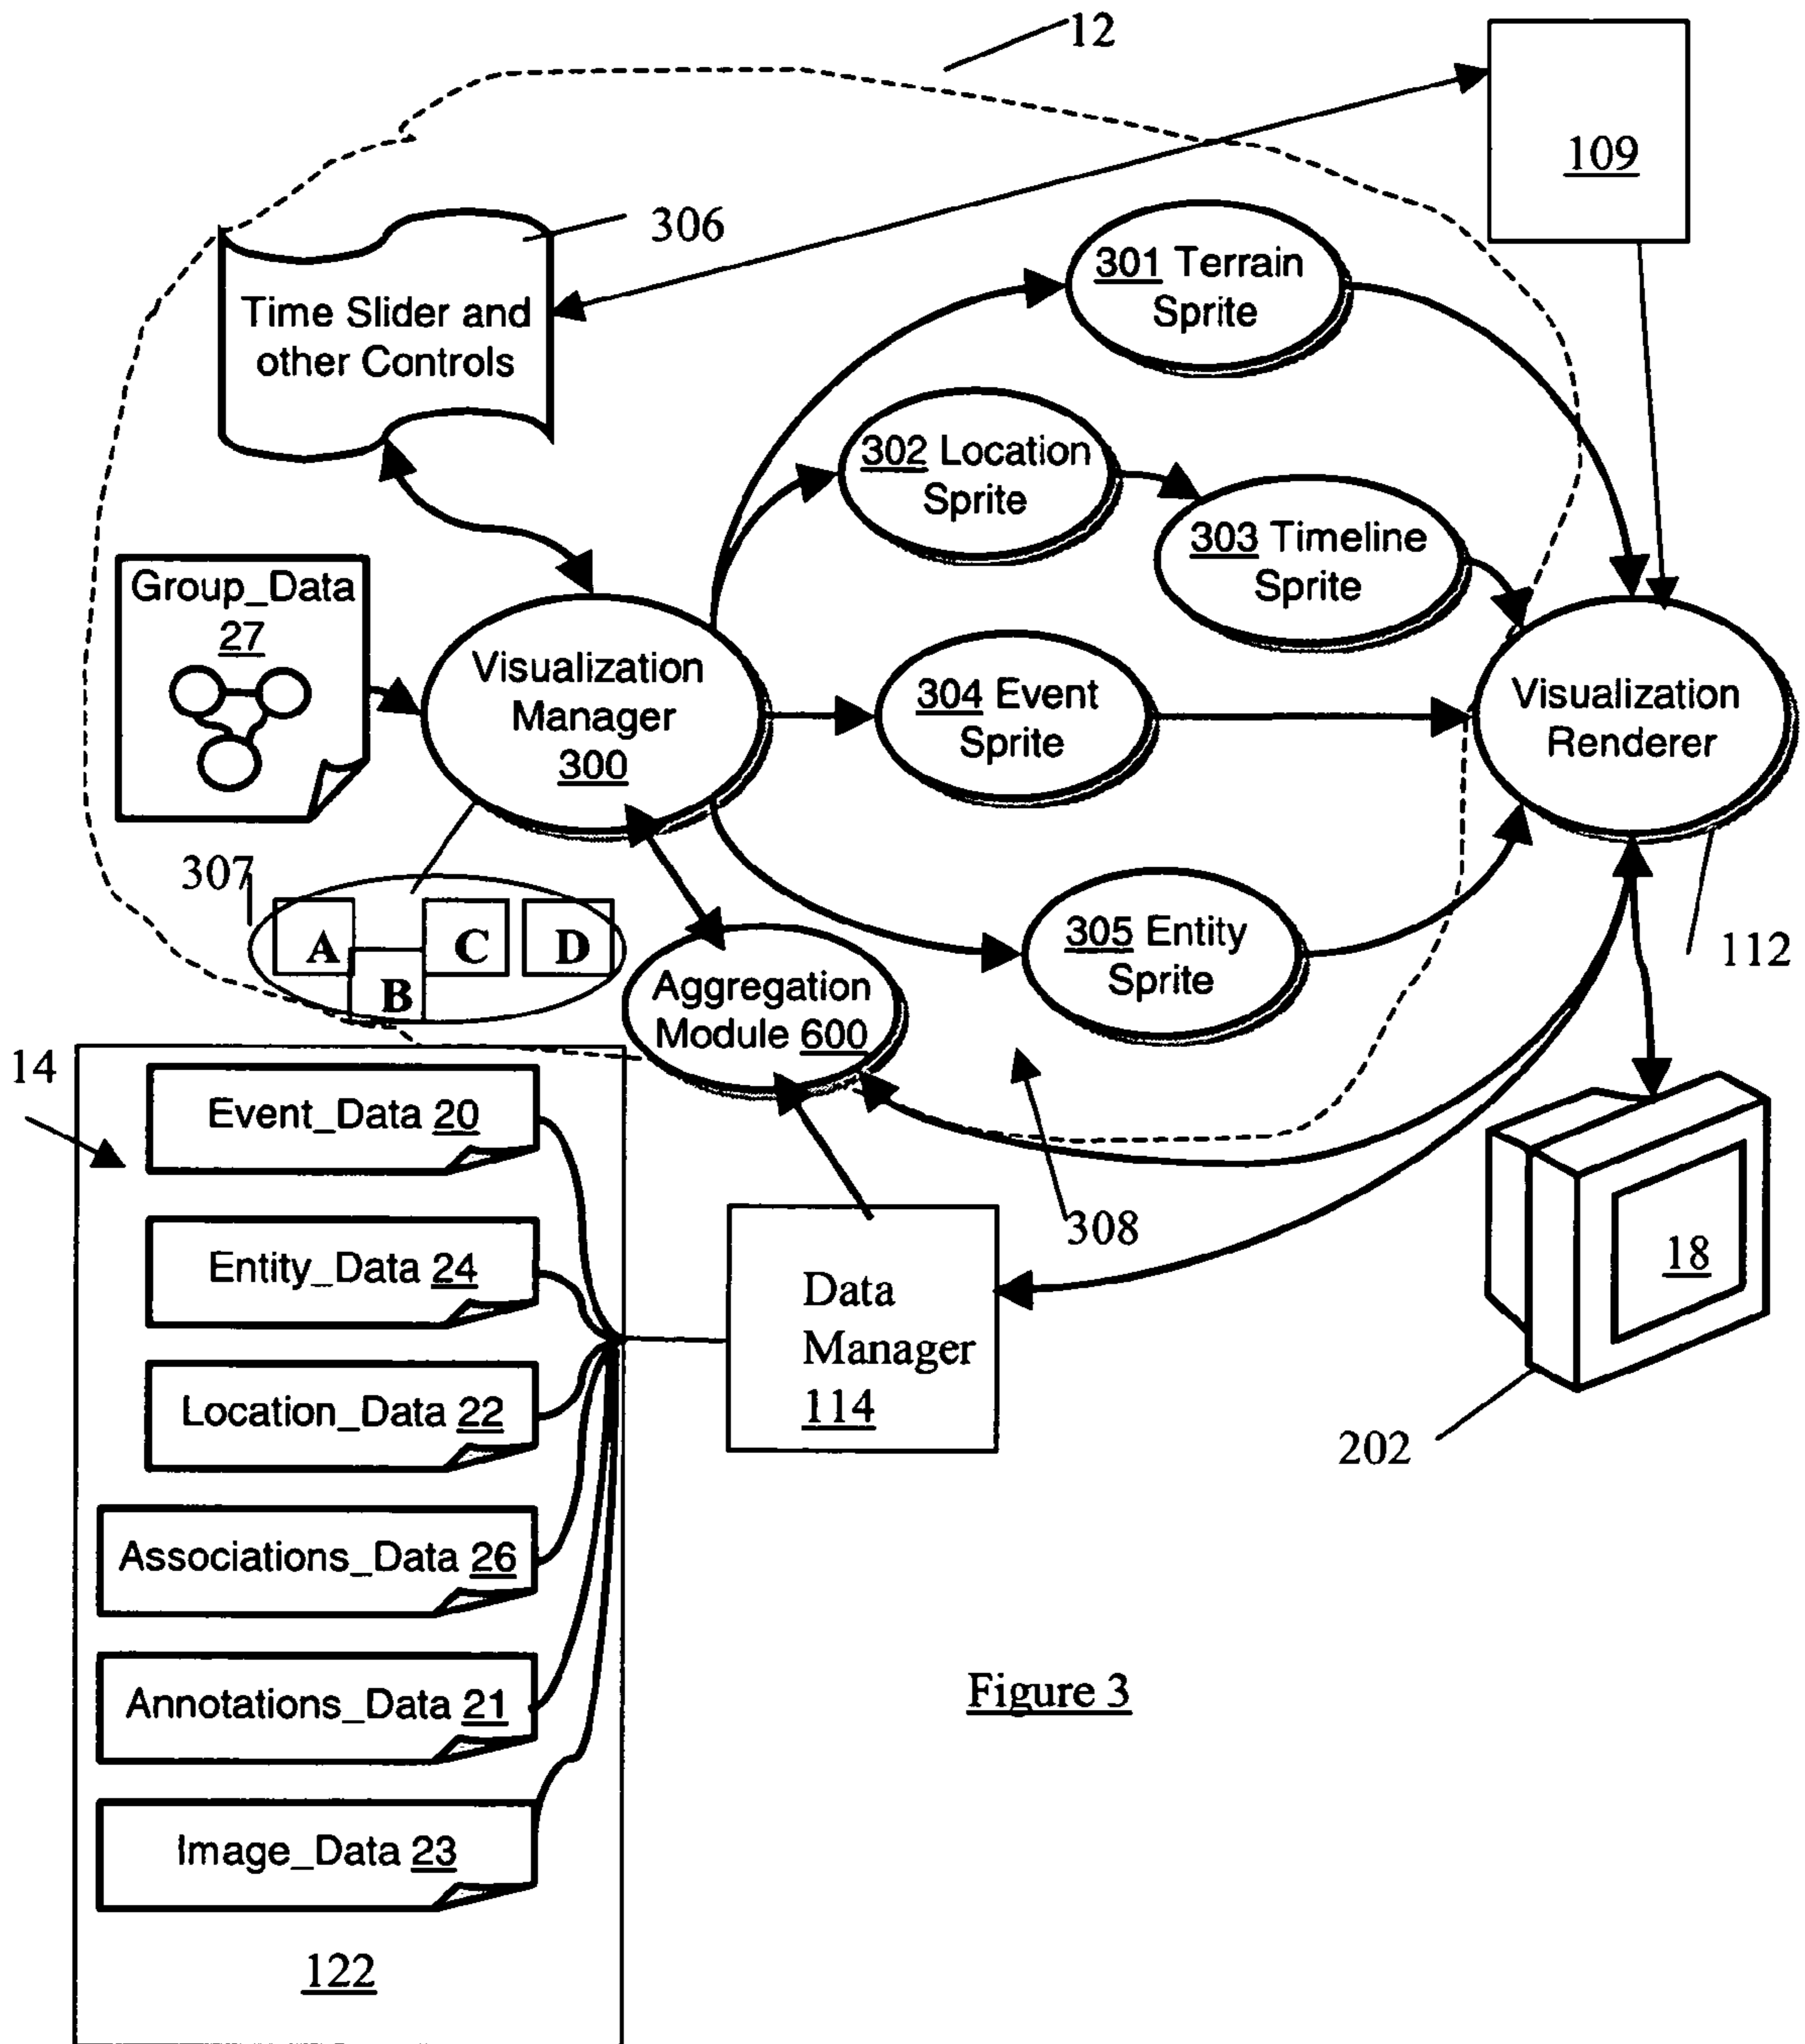 12
109
306
Time Slider and
other Controls
301 Terrain
Sprite
302 Location
Sprite
303 Timeline
Sprite
Group_Data
27
Visualization
Manager
300
304 Event
Sprite
Visualization
Renderer
307
A
B
C
D
305 Entity
Sprite
112
Aggregation
Module 600
14
Event_Data 20
308
Entity_Data 24
Data
Manager
114
18
202
Location_Data 22
Associations_Data 26
Annotations_Data 21
Figure 3
Image_Data 23
122